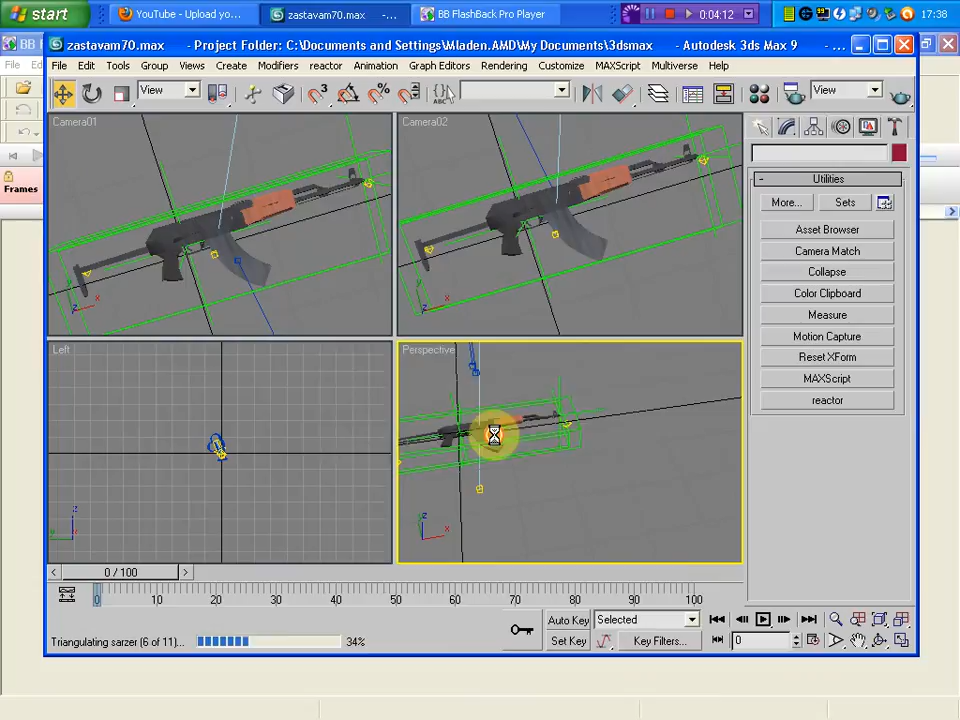 start
YouTube - Upload yo...
zastavam70.max - ...
BB FlashBack Pro Player
0:04:12
17:38
BB F
zastavam70.max - Project Folder: C:\Documents and Settings\Mladen.AMD\My Documents\3dsmax - Autodesk 3ds Max 9 - ...
File Edit Tools Group Views Create Modifiers reactor Animation Graph Editors Rendering Customize MAXScript Multiverse Help
View
View
Camera01
Camera02
Utilities
More...
Sets
Frames
Asset Browser
Camera Match
Collapse
Color Clipboard
Measure
Left
Perspective
Motion Capture
Reset XForm
MAXScript
reactor
0 / 100
0 10 20 30 40 50 60 70 80 90 100
Auto Key
Selected
Triangulating sarzer (6 of 11)...
34%
Set Key
Key Filters...
0